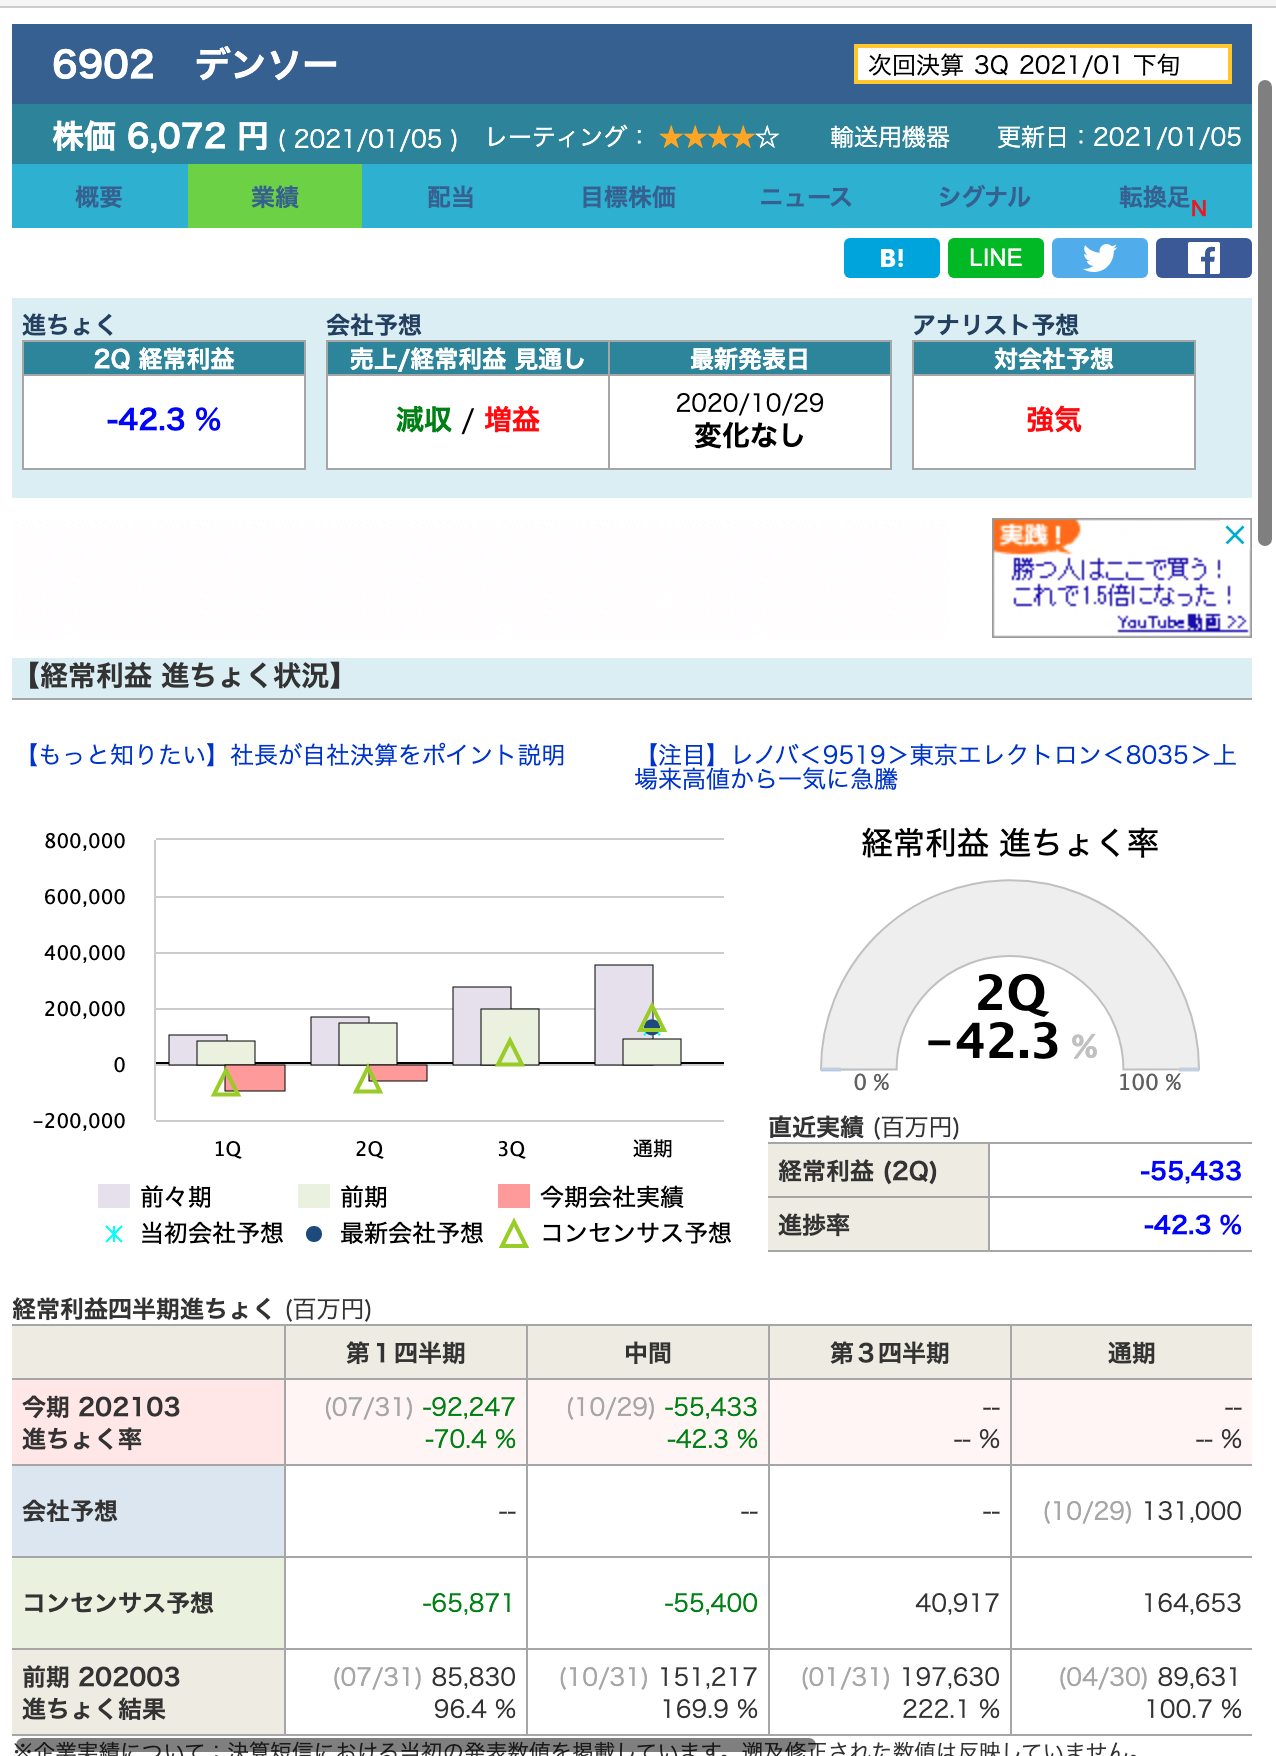 6902 デンソー
次回決算 3Q 2021/01 下旬
株価 6,072 円 ( 2021/01/05 ) レーティング： ★★★★☆ 輸送用機器 更新日：2021/01/05
概要 業績 配当 目標株価 ニュース シグナル 転換足 N
B! LINE
進ちょく 会社予想 アナリスト予想
2Q 経常利益 売上/経常利益 見通し 最新発表日 対会社予想
-42.3 % 減収 / 増益 2020/10/29 強気
変化なし
実践！
勝つ人はここで買う！
これで1.5倍になった！
YouTube動画 >>
【経常利益 進ちょく状況】
【もっと知りたい】社長が自社決算をポイント説明
【注目】レノバ＜9519＞東京エレクトロン＜8035＞上
場来高値から一気に急騰
800,000
600,000
400,000
200,000
0
−200,000
1Q 2Q 3Q 通期
前々期 前期 今期会社実績
当初会社予想 最新会社予想 コンセンサス予想
経常利益 進ちょく率
2Q
−42.3 %
0 % 100 %
直近実績 (百万円)
経常利益 (2Q) -55,433
進捗率 -42.3 %
経常利益四半期進ちょく (百万円)
第１四半期 中間 第３四半期 通期
今期 202103 (07/31) -92,247 (10/29) -55,433 -- --
進ちょく率 -70.4 % -42.3 % -- % -- %
会社予想 -- -- -- (10/29) 131,000
コンセンサス予想 -65,871 -55,400 40,917 164,653
前期 202003 (07/31) 85,830 (10/31) 151,217 (01/31) 197,630 (04/30) 89,631
進ちょく結果 96.4 % 169.9 % 222.1 % 100.7 %
※企業実績について：決算短信における当初の発表数値を掲載しています。遡及修正された数値は反映していません。